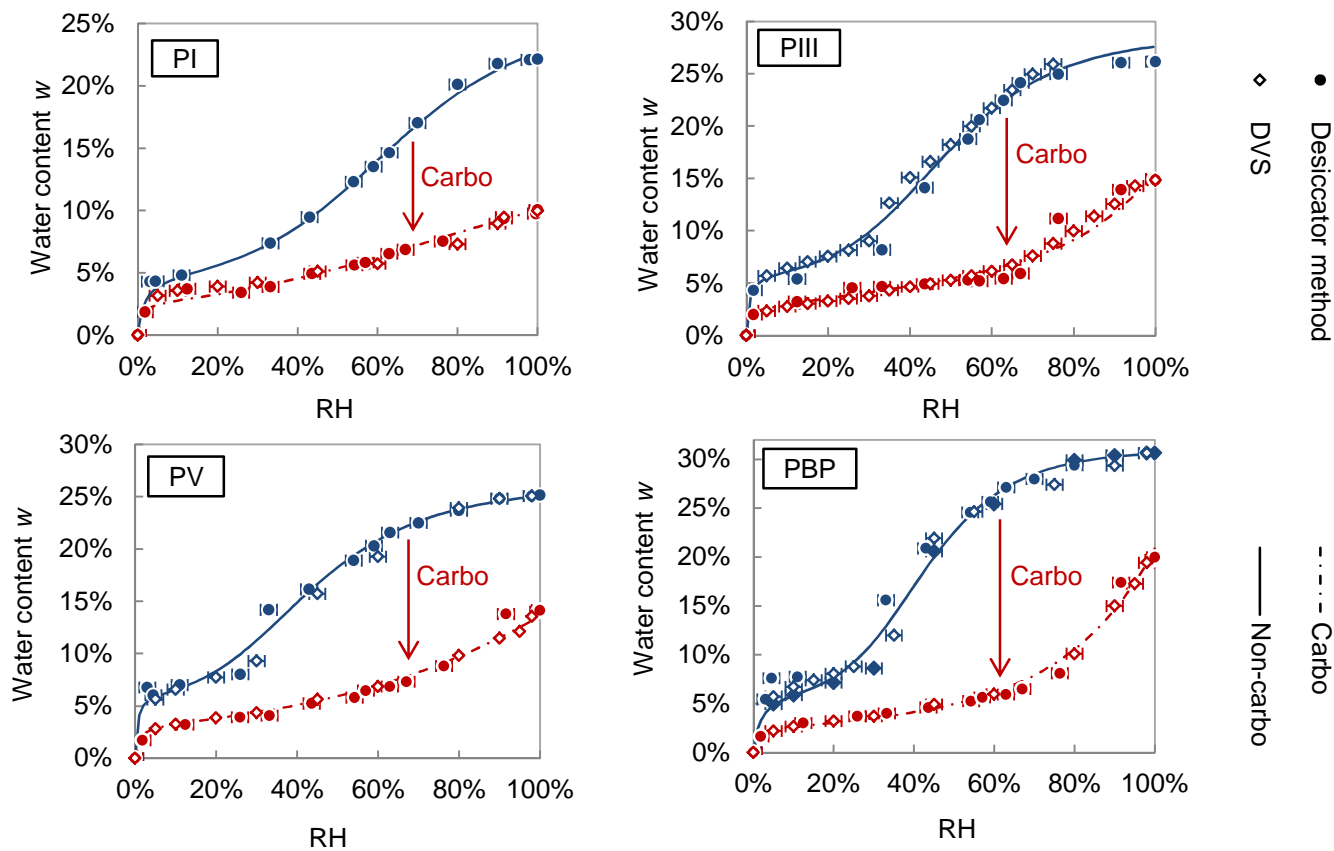 25%
20%
15%
10%
5%
0%
0% 20% 40% 60% 80% 100%
Water content w
RH
PI
Carbo
30%
25%
20%
15%
10%
5%
0%
0% 20% 40% 60% 80% 100%
Water content w
RH
PIII
Carbo
Desiccator method
DVS
30%
25%
20%
15%
10%
5%
0%
0% 20% 40% 60% 80% 100%
Water content w
RH
PV
Carbo
30%
25%
20%
15%
10%
5%
0%
0% 20% 40% 60% 80% 100%
Water content w
RH
PBP
Carbo
Carbo
Non-carbo